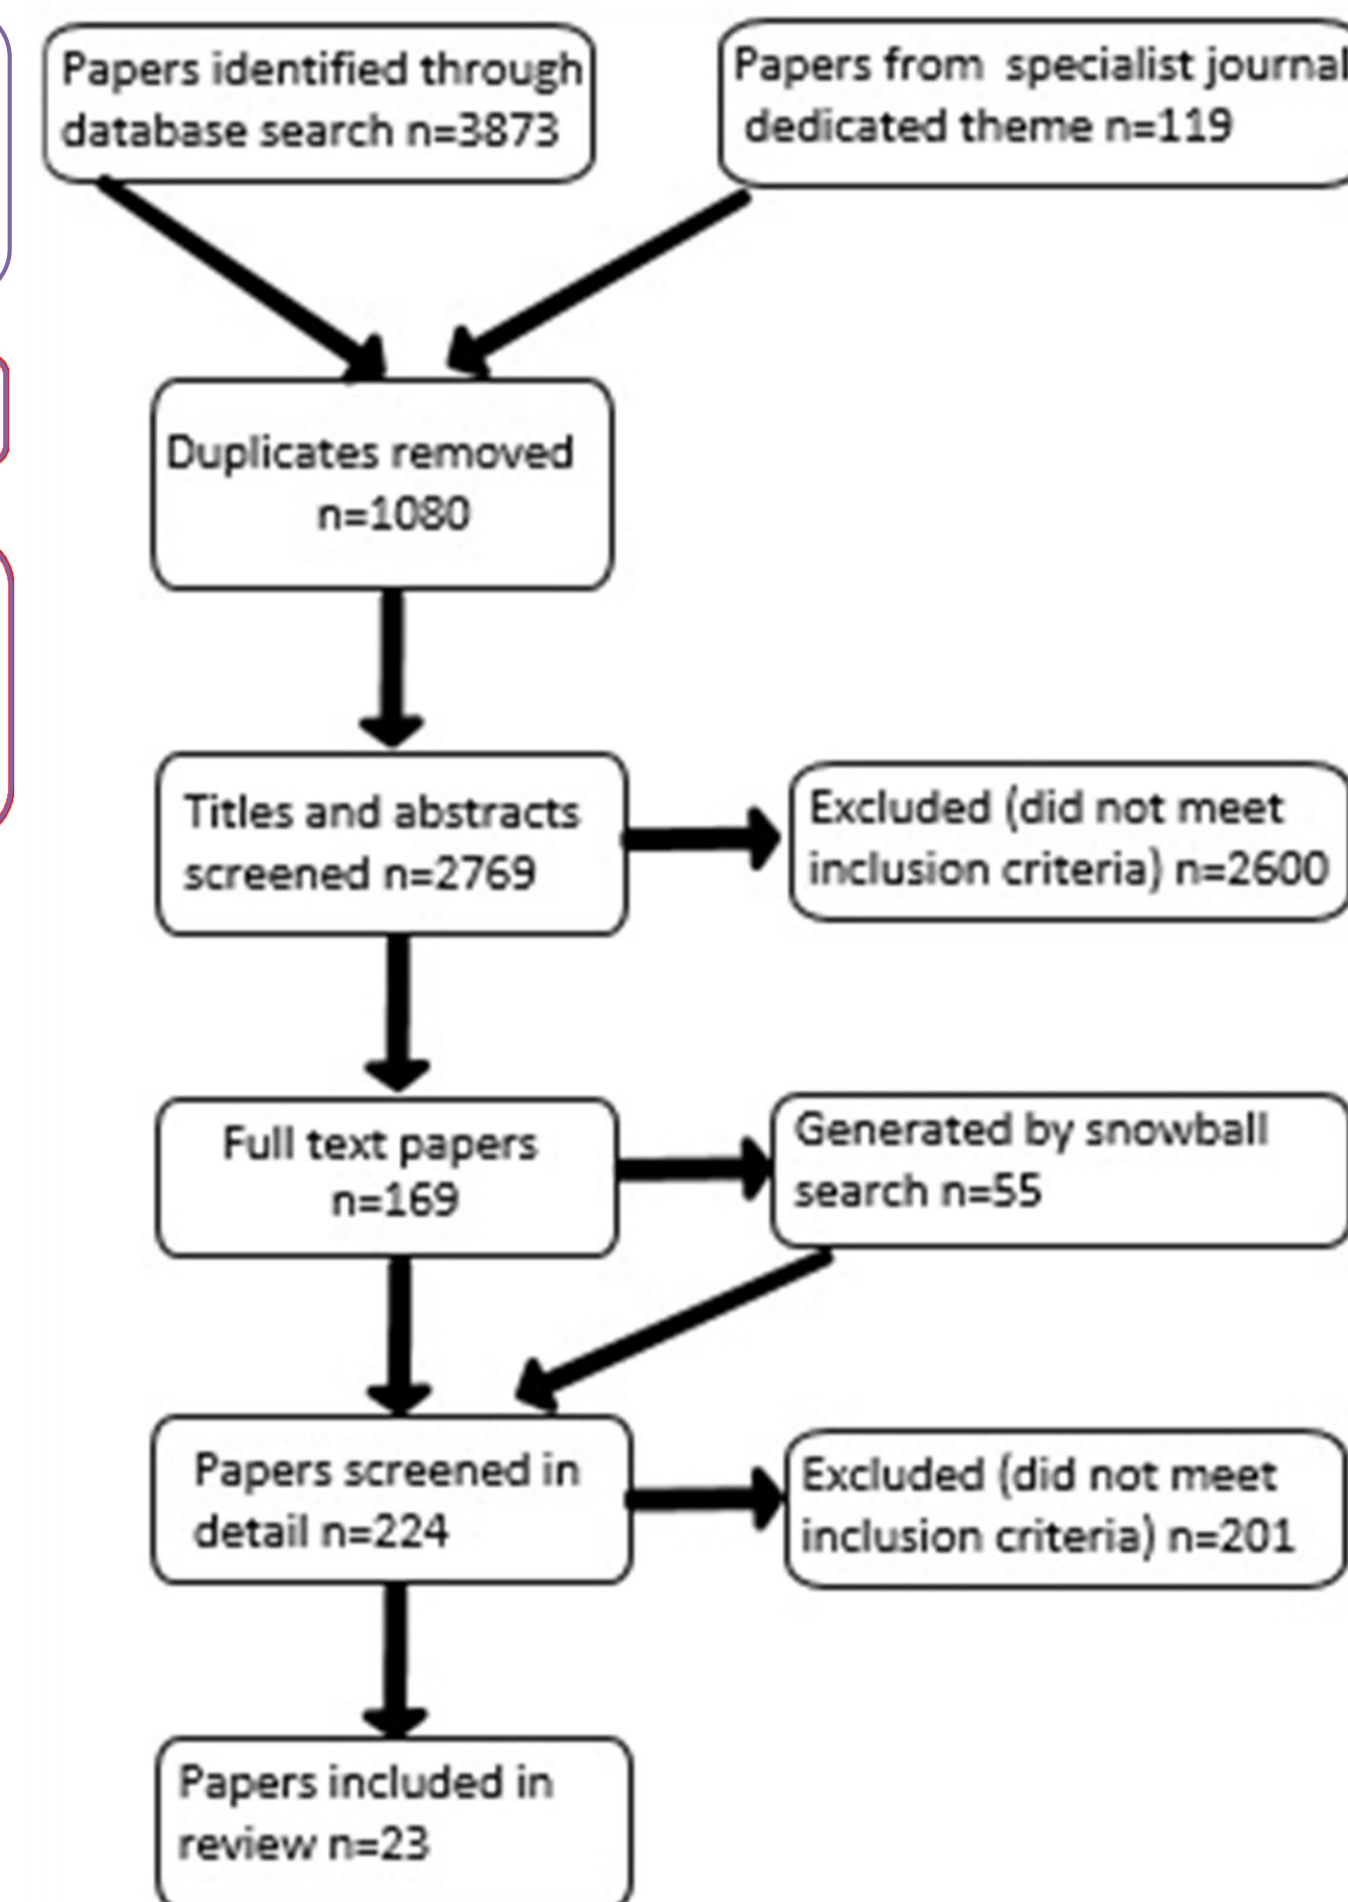 Papers identified through
database search n=3873
Papers from specialist journal
dedicated theme n=119
Duplicates removed
n=1080
Titles and abstracts
screened n=2769
Excluded (did not meet
inclusion criteria) n=2600
Full text papers
n=169
Generated by snowball
search n=55
Papers screened in
detail n=224
Excluded (did not meet
inclusion criteria) n=201
Papers included in
review n=23